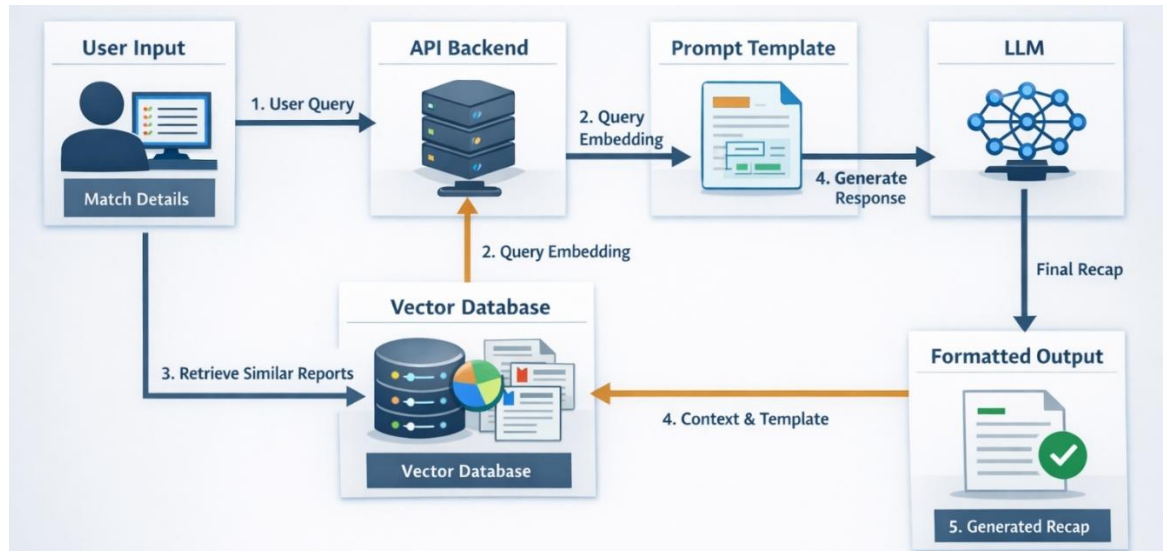 User Input
API Backend
Prompt Template
LLM
1. User Query
2. Query
Embedding
4. Generate
Response
Match Details
2. Query Embedding
Final Recap
Vector Database
Formatted Output
3. Retrieve Similar Reports
4. Context & Template
Vector Database
5. Generated Recap